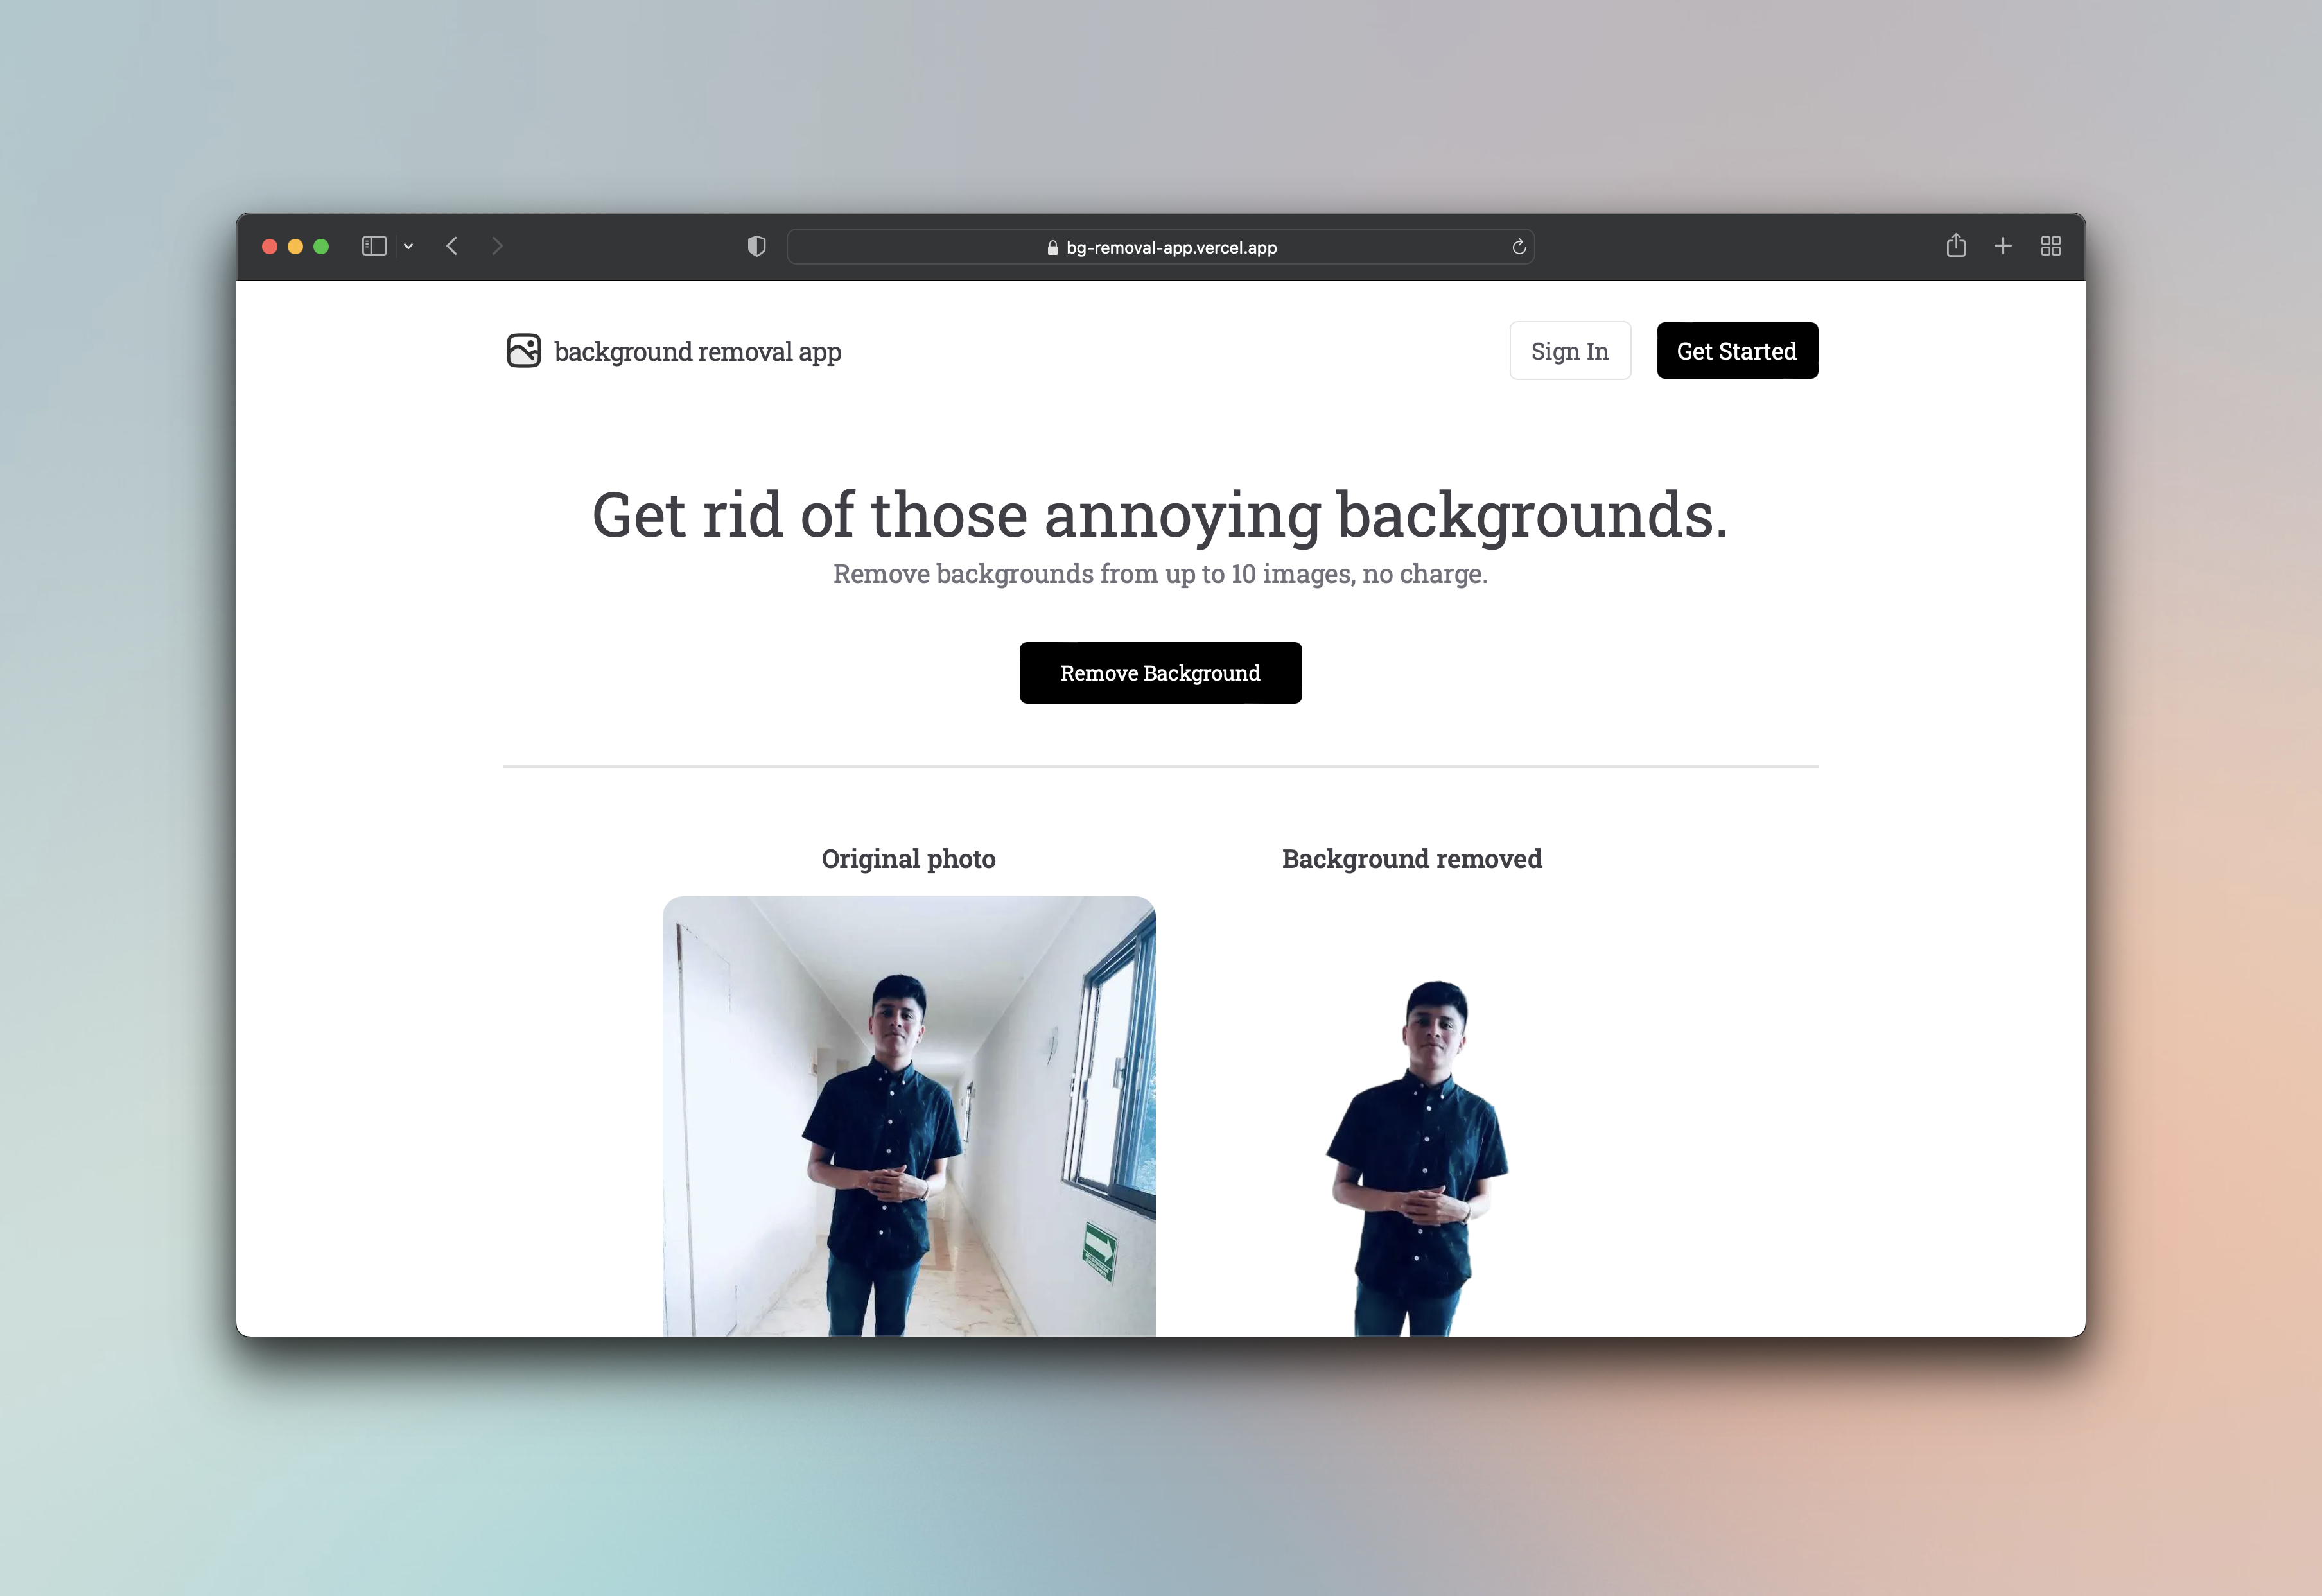 bg-removal-app.vercel.app
background removal app
Sign In
Get Started
Get rid of those annoying backgrounds.
Remove backgrounds from up to 10 images, no charge.
Remove Background
Original photo
Background removed